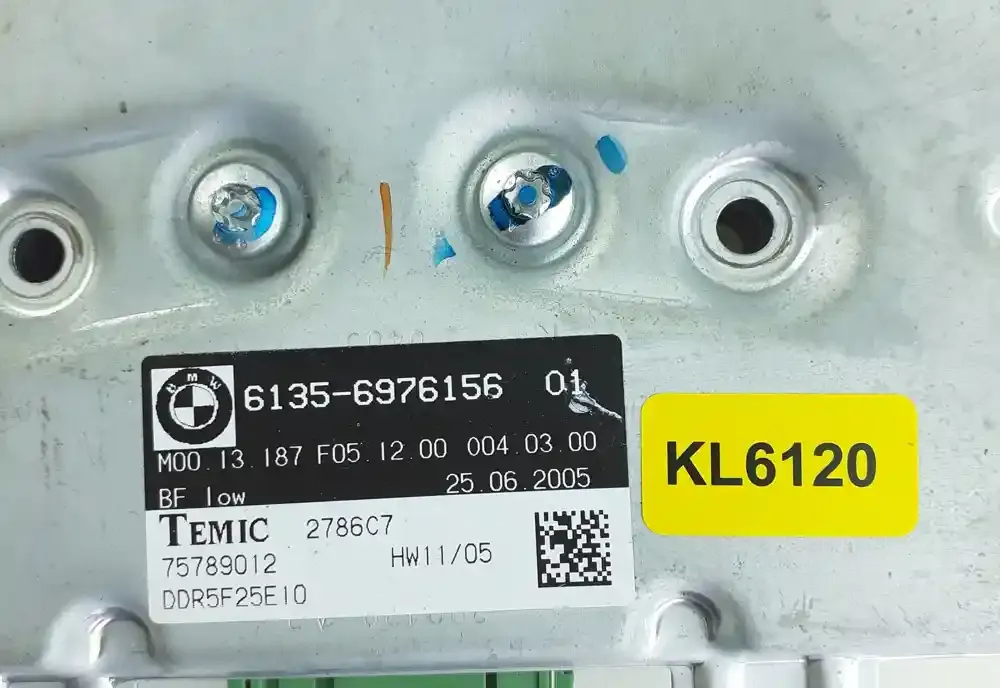 BMW
6135-6976156 01
M00.13.187 F05.12.00 004.03.00
BF low 25.06.2005
TEMIC 2786C7
75789012 HW11/05
DDR5F25E10
KL6120